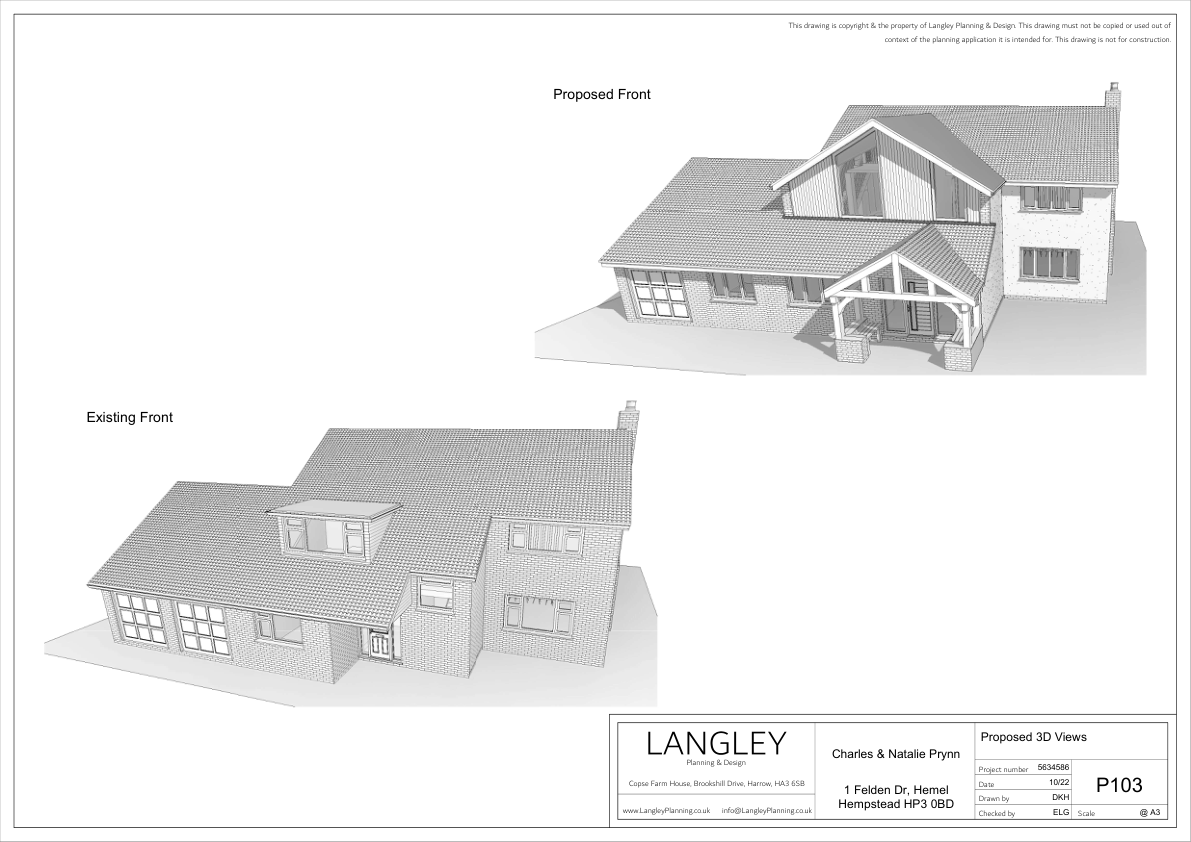 This drawing is copyright & the property of Langley Planning & Design. This drawing must not be copied or used out of
context of the planning application it is intended for. This drawing is not for construction.
Proposed Front
Existing Front
LANGLEY
Planning & Design
Copse Farm House, Brookshill Drive, Harrow, HA3 6SB
www.LangleyPlanning.co.uk info@LangleyPlanning.co.uk
Charles & Natalie Prynn
1 Felden Dr, Hemel
Hempstead HP3 0BD
Proposed 3D Views
Project number 5634586
Date 10/22
Drawn by DKH
Checked by ELG
P103
Scale @ A3